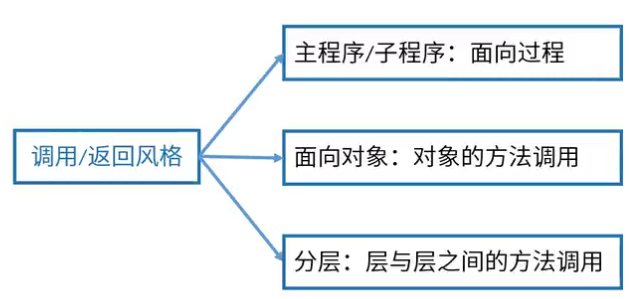 主程序/子程序：面向过程
调用/返回风格
面向对象：对象的方法调用
分层：层与层之间的方法调用